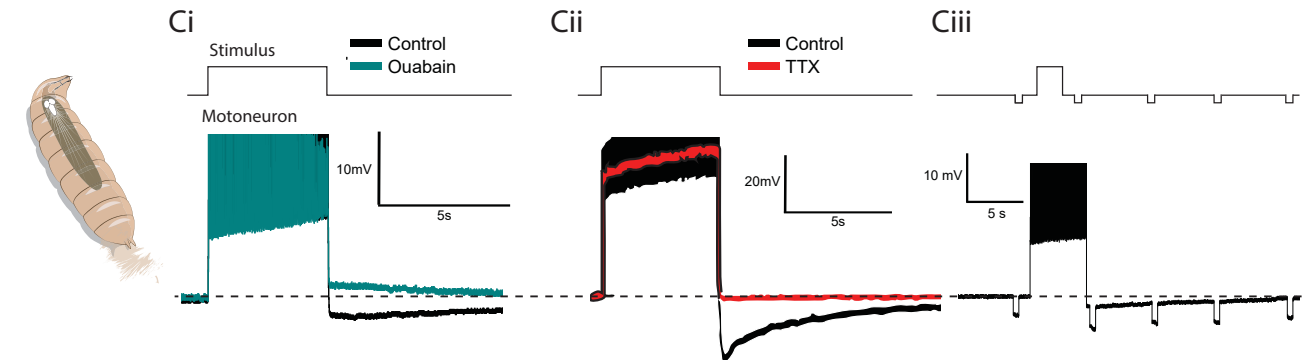 Ci
Stimulus
Control
Ouabain
Motoneuron
10mV
5s
Cii
Control
TTX
20mV
5s
Ciii
10 mV
5 s